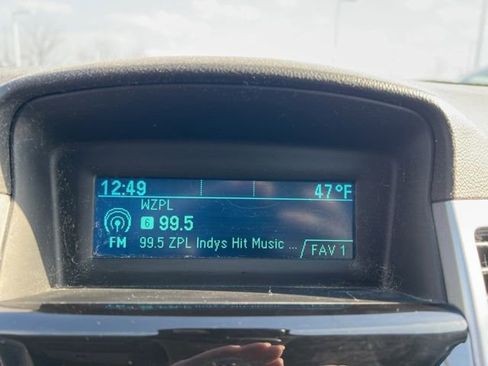 12:49 47°F
WZPL
6 99.5
FM 99.5 ZPL Indys Hit Music ... FAV 1